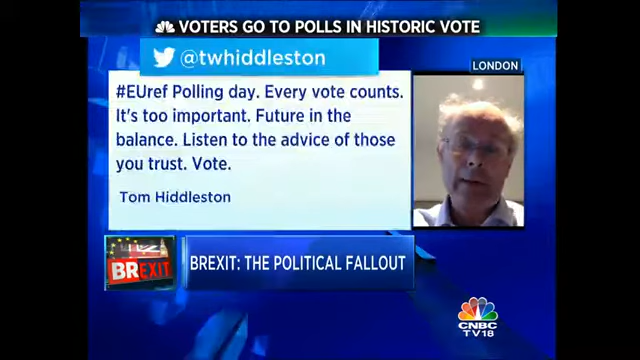 VOTERS GO TO POLLS IN HISTORIC VOTE
@twhiddleston
LONDON
#EUref Polling day. Every vote counts.
It's too important. Future in the
balance. Listen to the advice of those
you trust. Vote.
Tom Hiddleston
BREXIT
BREXIT: THE POLITICAL FALLOUT
CNBC
TV18